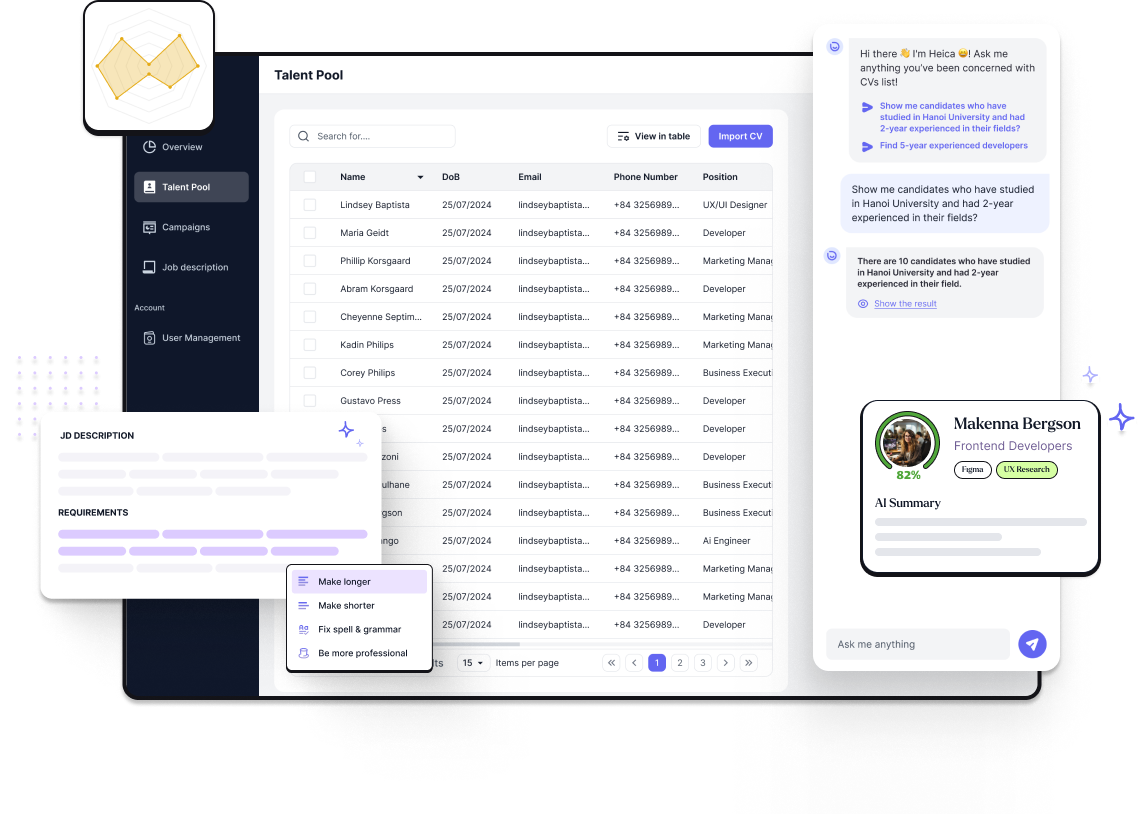 Talent Pool
Overview
Talent Pool
Campaigns
Job description
Account
User Management
Search for....
View in table
Import CV
Name DoB Email Phone Number Position
Lindsey Baptista 25/07/2024 lindseybaptista... +84 3256989... UX/UI Designer
Maria Geidt 25/07/2024 lindseybaptista... +84 3256989... Developer
Phillip Korsgaard 25/07/2024 lindseybaptista... +84 3256989... Marketing Manag
Abram Korsgaard 25/07/2024 lindseybaptista... +84 3256989... Developer
Cheyenne Septim... 25/07/2024 lindseybaptista... +84 3256989... Marketing Manag
Kadin Philips 25/07/2024 lindseybaptista... +84 3256989... Marketing Manag
Corey Philips 25/07/2024 lindseybaptista... +84 3256989... Business Executi
Gustavo Press 25/07/2024 lindseybaptista... +84 3256989... Developer
s 25/07/2024 lindseybaptista... +84 3256989... Developer
zoni 25/07/2024 lindseybaptista... +84 3256989... Developer
ulhane 25/07/2024 lindseybaptista... +84 3256989... Business Executi
gson 25/07/2024 lindseybaptista... +84 3256989... Business Executi
ango 25/07/2024 lindseybaptista... +84 3256989... Ai Engineer
25/07/2024 lindseybaptista... +84 3256989... Marketing Manag
25/07/2024 lindseybaptista... +84 3256989... Marketing Manag
25/07/2024 lindseybaptista... +84 3256989... Developer
lts 15 Items per page 1 2 3
JD DESCRIPTION
REQUIREMENTS
Make longer
Make shorter
Fix spell & grammar
Be more professional
Hi there 👋 I'm Heica 😄! Ask me
anything you've been concerned with
CVs list!
Show me candidates who have
studied in Hanoi University and had
2-year experienced in their fields?
Find 5-year experienced developers
Show me candidates who have studied
in Hanoi University and had 2-year
experienced in their fields?
There are 10 candidates who have studied
in Hanoi University and had 2-year
experienced in their field.
Show the result
Makenna Bergson
Frontend Developers
Figma
UX Research
82%
AI Summary
Ask me anything